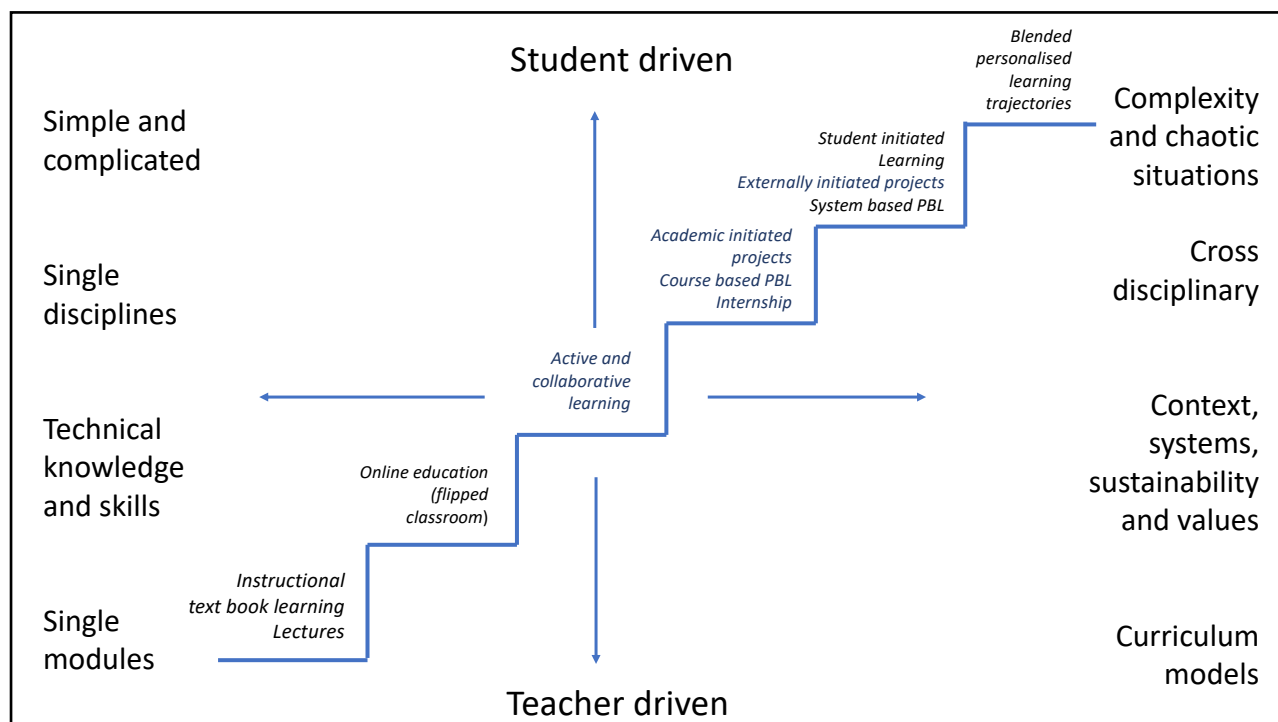 Student driven
Blended
personalised
learning
trajectories
Simple and
complicated
Complexity
and chaotic
situations
Student initiated
Learning
Externally initiated projects
System based PBL
Academic initiated
projects
Course based PBL
Internship
Single
disciplines
Cross
disciplinary
Active and
collaborative
learning
Technical
knowledge
and skills
Context,
systems,
sustainability
and values
Online education
(flipped
classroom)
Instructional
text book learning
Lectures
Single
modules
Curriculum
models
Teacher driven